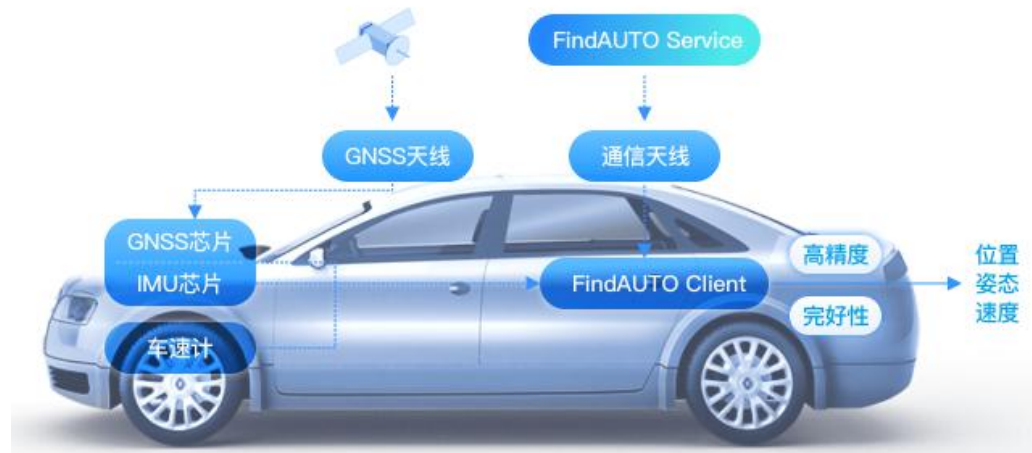 FindAUTO Service
GNSS天线
通信天线
GNSS芯片
IMU芯片
车速计
FindAUTO Client
高精度
完好性
位置
姿态
速度